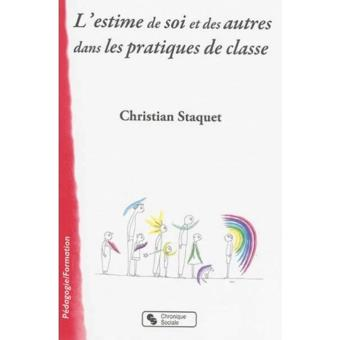 L'estime de soi et des autres
dans les pratiques de classe
Christian Staquet
Pédagogie/Formation
Chronique
Sociale